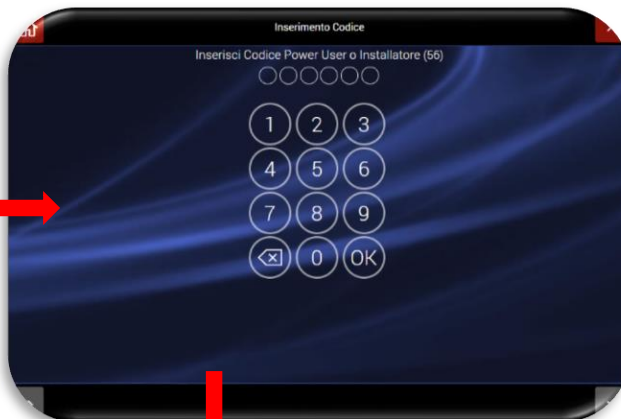 Inserimento Codice
Inserisci Codice Power User o Installatore (56)
1 2 3
4 5 6
7 8 9
0 OK